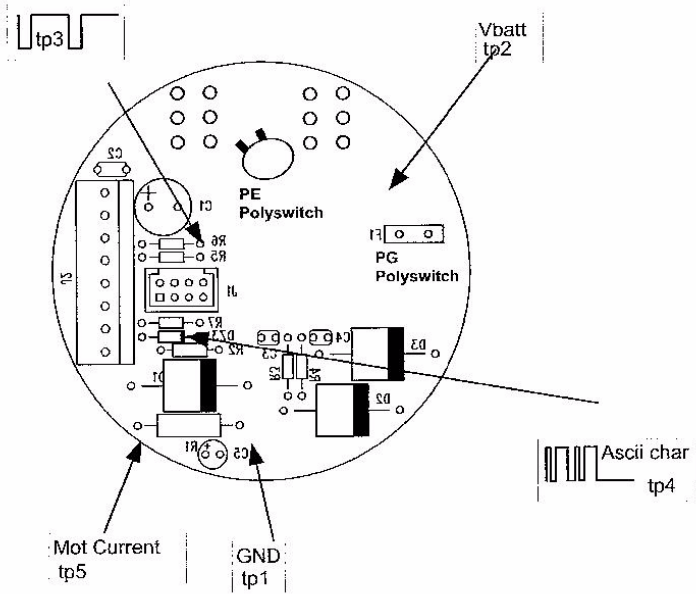 tp3
Vbatt
tp2
C2
C1
PE
Polyswitch
F1
PG
Polyswitch
R6
R5
J2
J1
R7
DZ3
R2
C3
C4
R3
R4
D3
D1
D2
R1
C5
Ascii char
tp4
Mot Current
tp5
GND
tp1